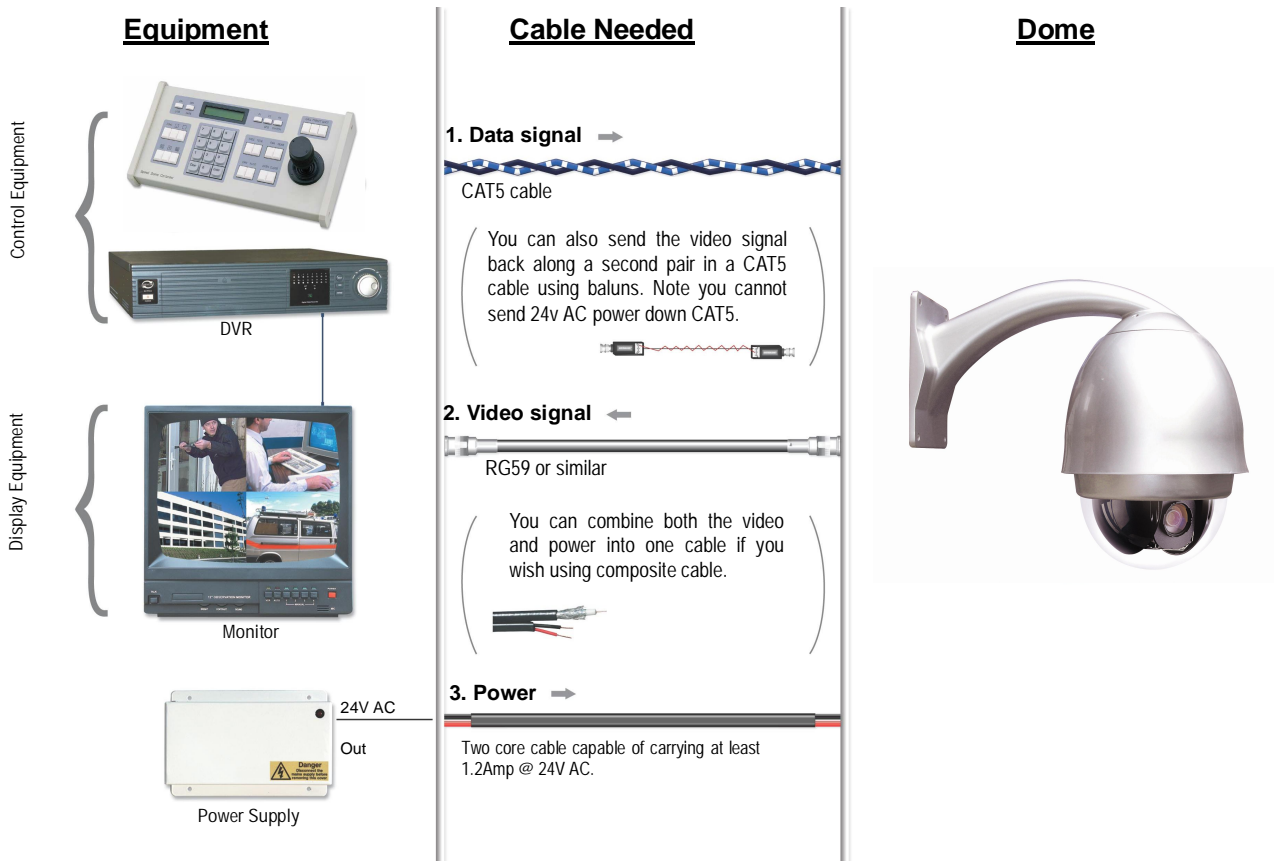 Equipment
Cable Needed
Dome
Control Equipment
DVR
Display Equipment
Monitor
24V AC
Out
Danger
Power Supply
1. Data signal
CAT5 cable
You can also send the video signal
back along a second pair in a CAT5
cable using baluns. Note you cannot
send 24v AC power down CAT5.
2. Video signal
RG59 or similar
You can combine both the video
and power into one cable if you
wish using composite cable.
3. Power
Two core cable capable of carrying at least
1.2Amp @ 24V AC.